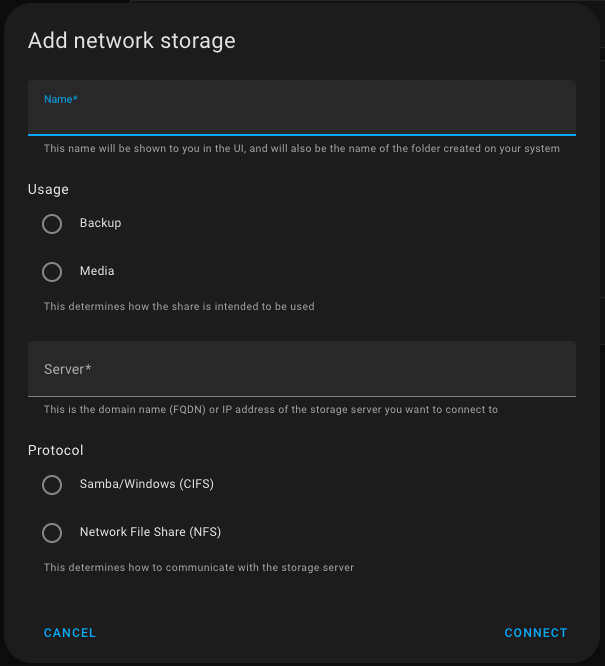 Add network storage
Name*
This name will be shown to you in the UI, and will also be the name of the folder created on your system
Usage
Backup
Media
This determines how the share is intended to be used
Server*
This is the domain name (FQDN) or IP address of the storage server you want to connect to
Protocol
Samba/Windows (CIFS)
Network File Share (NFS)
This determines how to communicate with the storage server
CANCEL
CONNECT